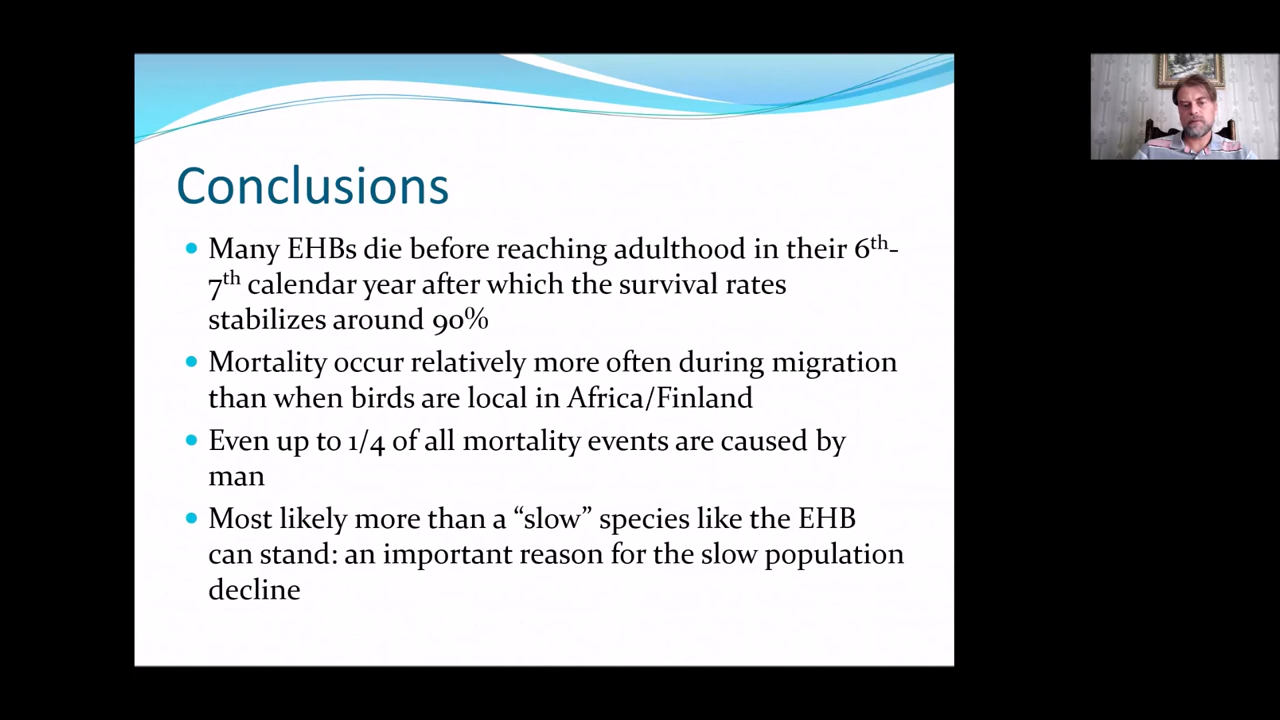 Conclusions
Many EHBs die before reaching adulthood in their 6th-
7th calendar year after which the survival rates
stabilizes around 90%
Mortality occur relatively more often during migration
than when birds are local in Africa/Finland
Even up to 1/4 of all mortality events are caused by
man
Most likely more than a “slow” species like the EHB
can stand: an important reason for the slow population
decline